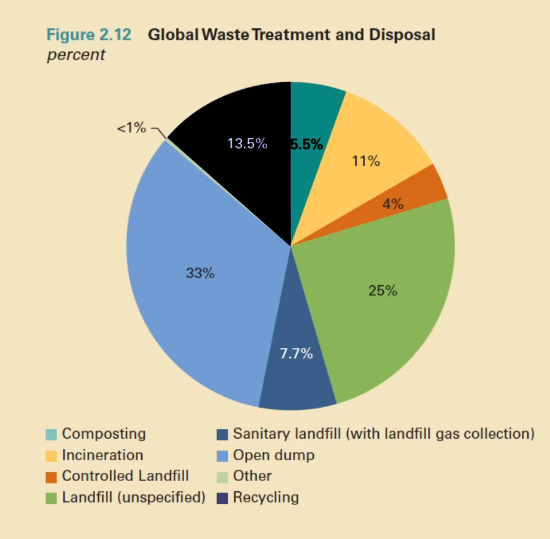 Figure 2.12 Global Waste Treatment and Disposal
percent
<1%
13.5%
5.5%
11%
4%
33%
25%
7.7%
Composting
Incineration
Controlled Landfill
Landfill (unspecified)
Sanitary landfill (with landfill gas collection)
Open dump
Other
Recycling